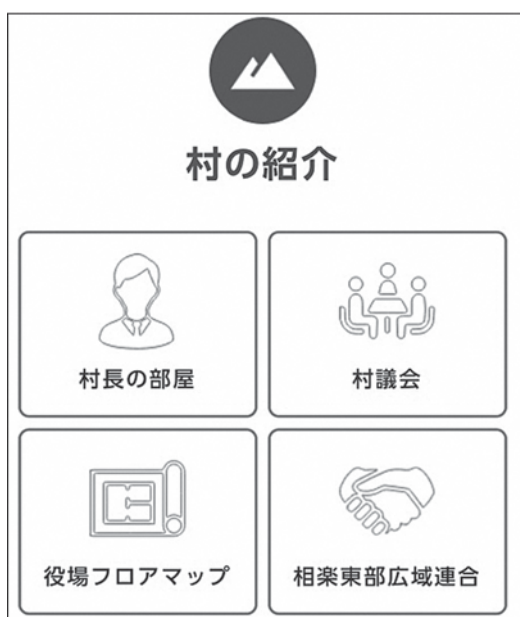 村の紹介
村長の部屋
村議会
役場フロアマップ
相楽東部広域連合